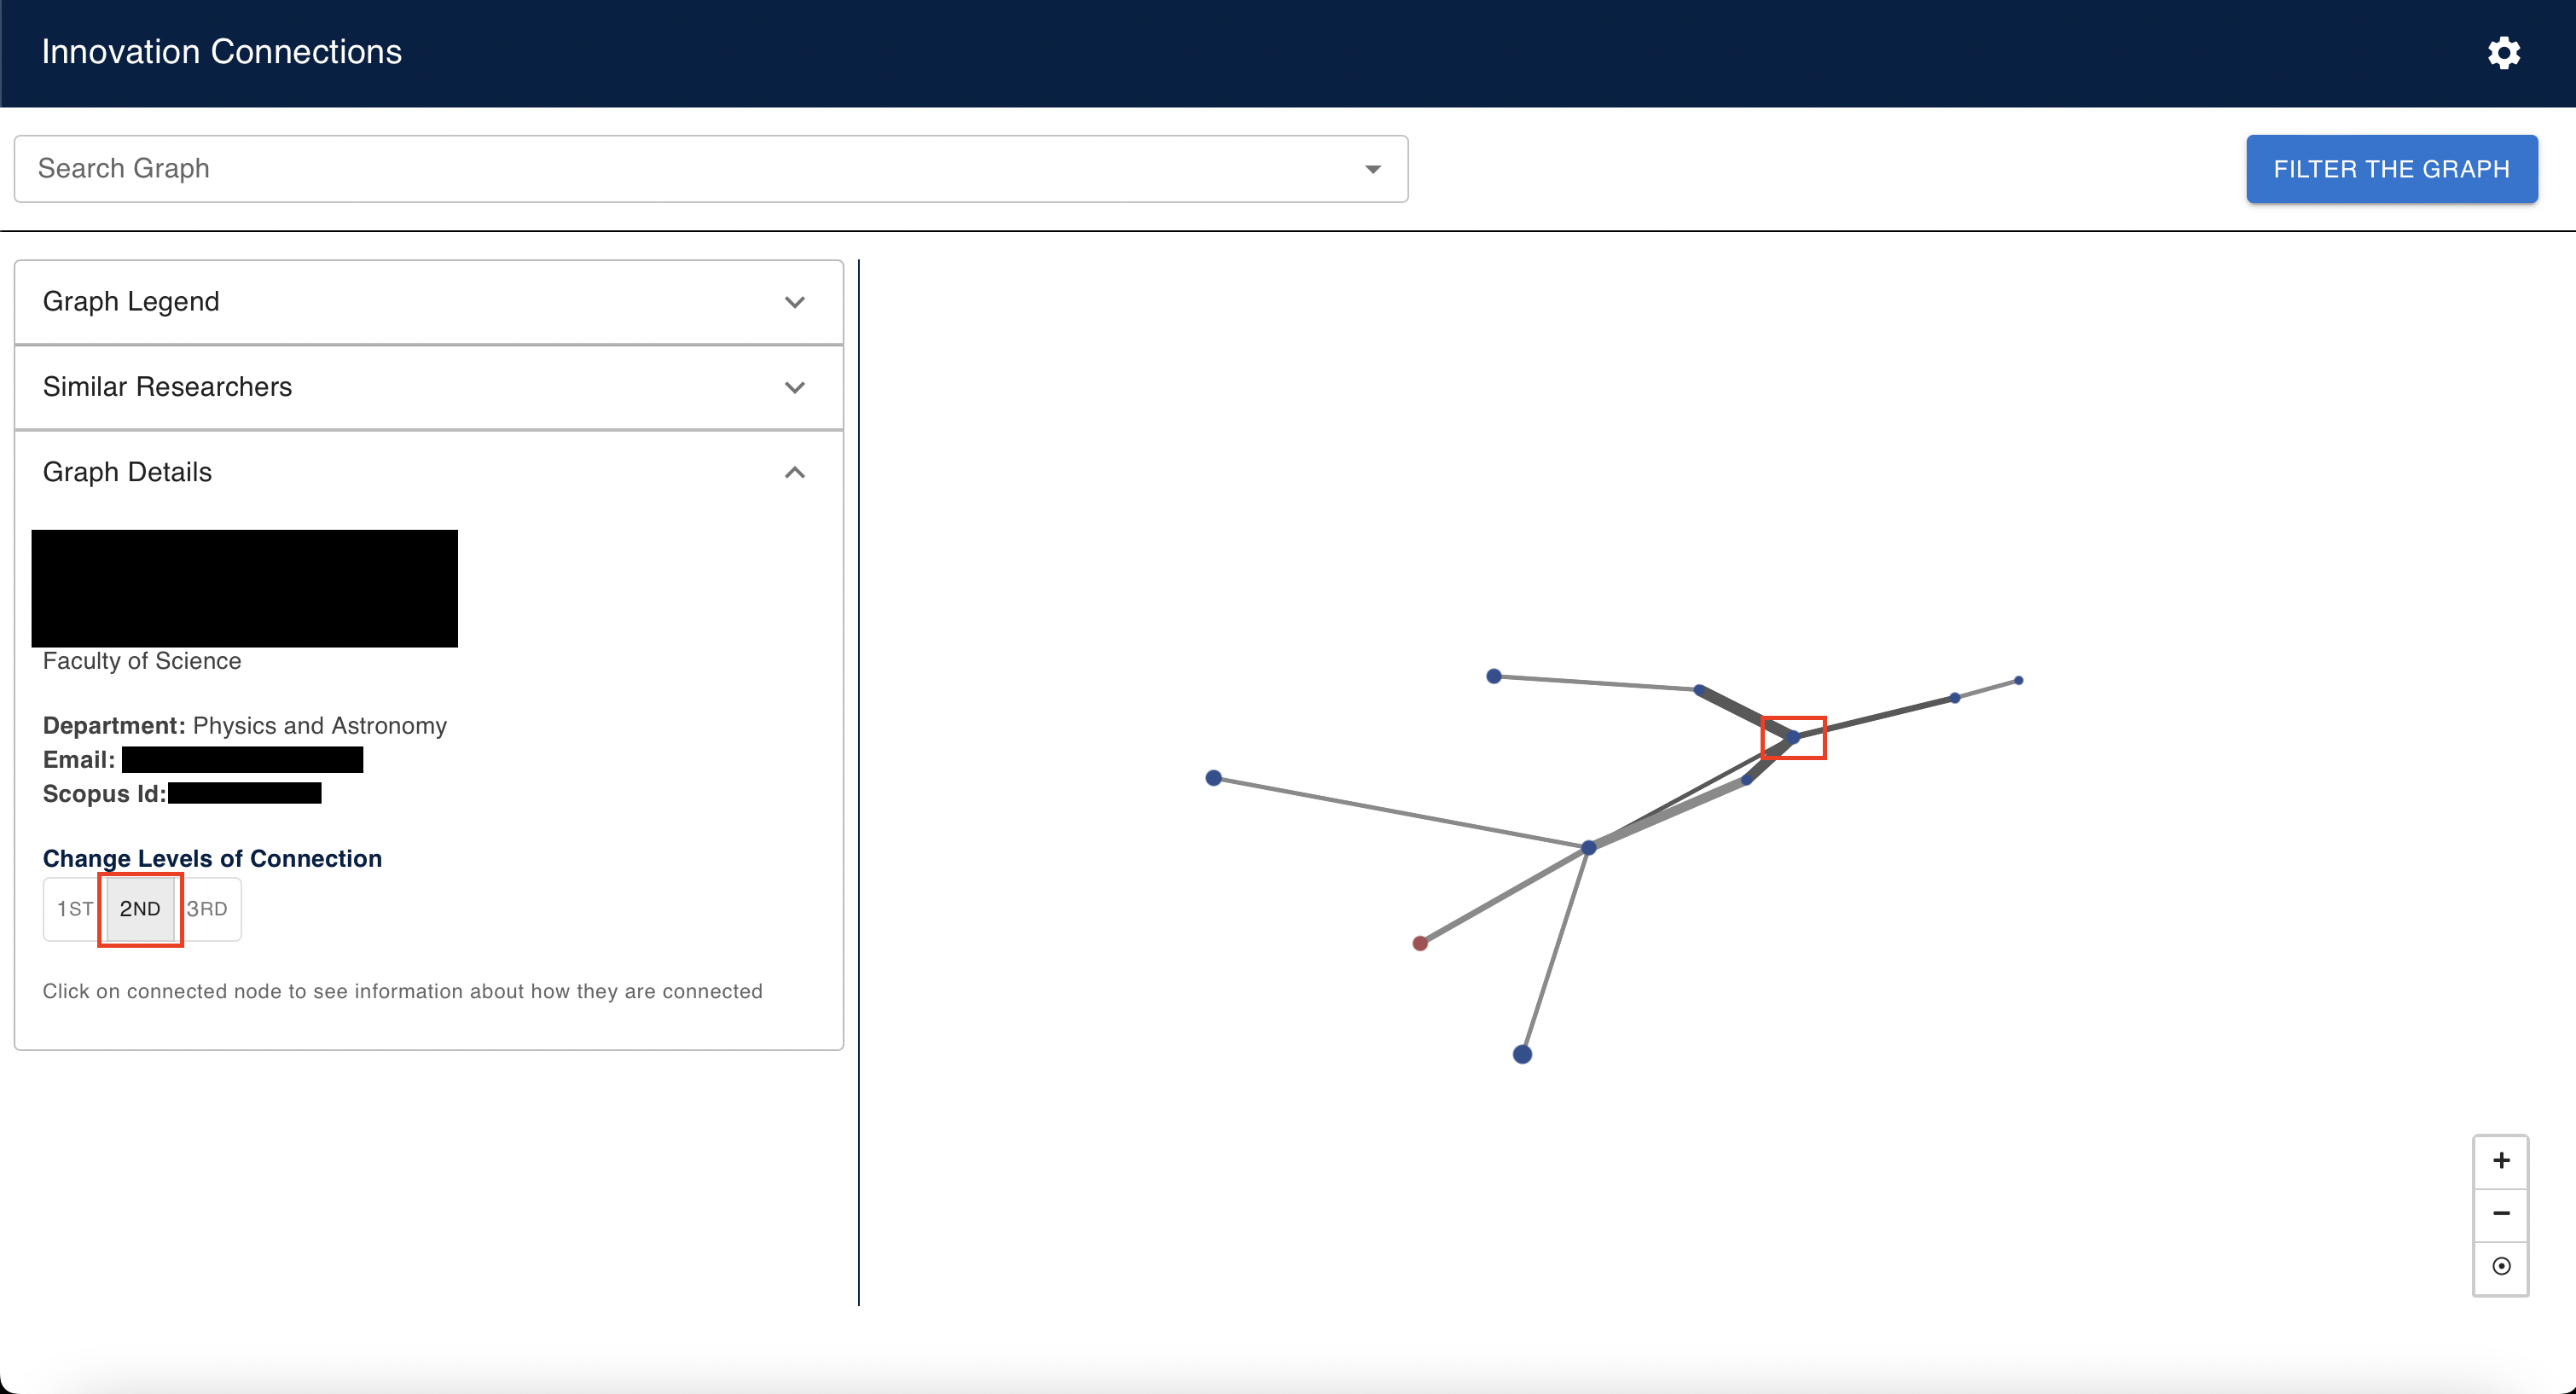 Innovation Connections
Search Graph
FILTER THE GRAPH
Graph Legend
Similar Researchers
Graph Details
Faculty of Science
Department: Physics and Astronomy
Email:
Scopus Id:
Change Levels of Connection
1ST 2ND 3RD
Click on connected node to see information about how they are connected